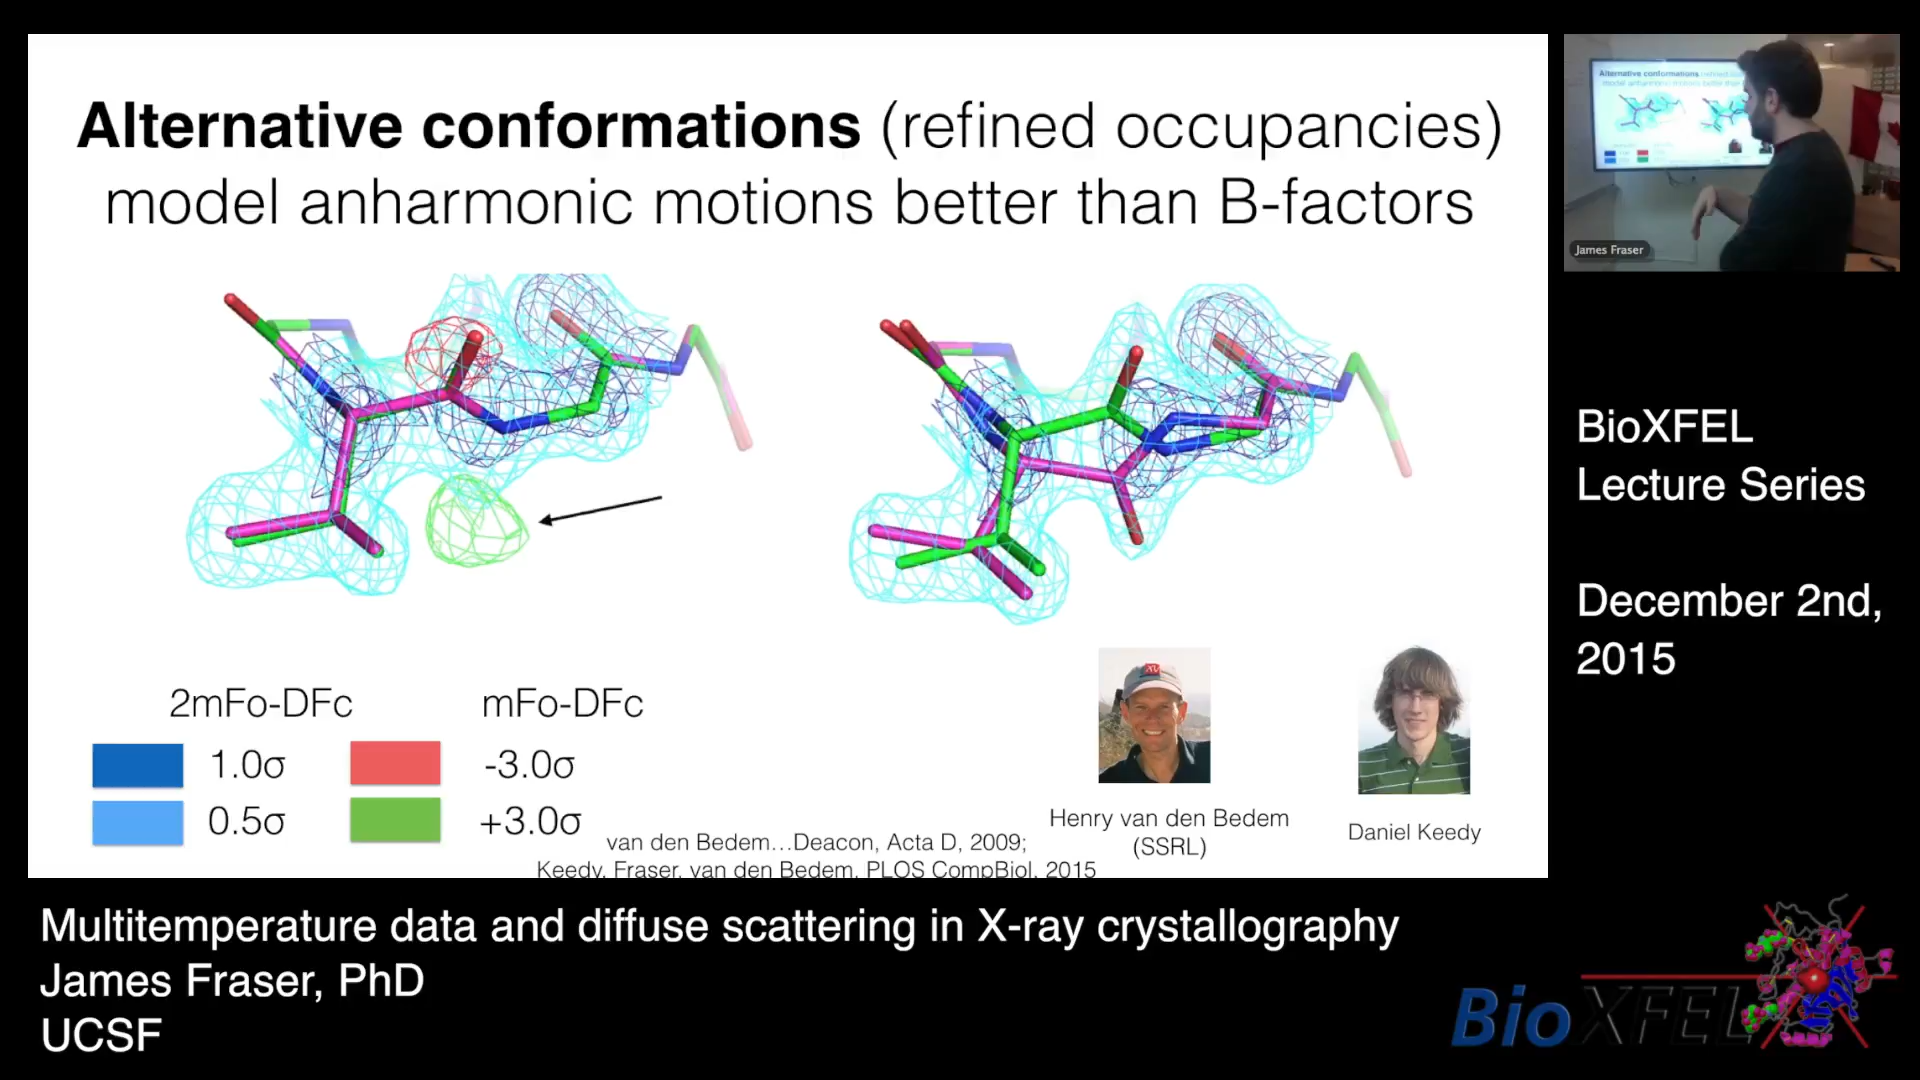 Alternative conformations (refined occupancies)
model anharmonic motions better than B-factors
2mFo-DFc
mFo-DFc
1.0σ
-3.0σ
0.5σ
+3.0σ
van den Bedem...Deacon, Acta D, 2009;
Keedy, Fraser, van den Bedem, PLOS CompBiol, 2015
Henry van den Bedem
(SSRL)
Daniel Keedy
Alternative conformations
James Fraser
BioXFEL
Lecture Series
December 2nd,
2015
Multitemperature data and diffuse scattering in X-ray crystallography
James Fraser, PhD
UCSF
BioXFEL